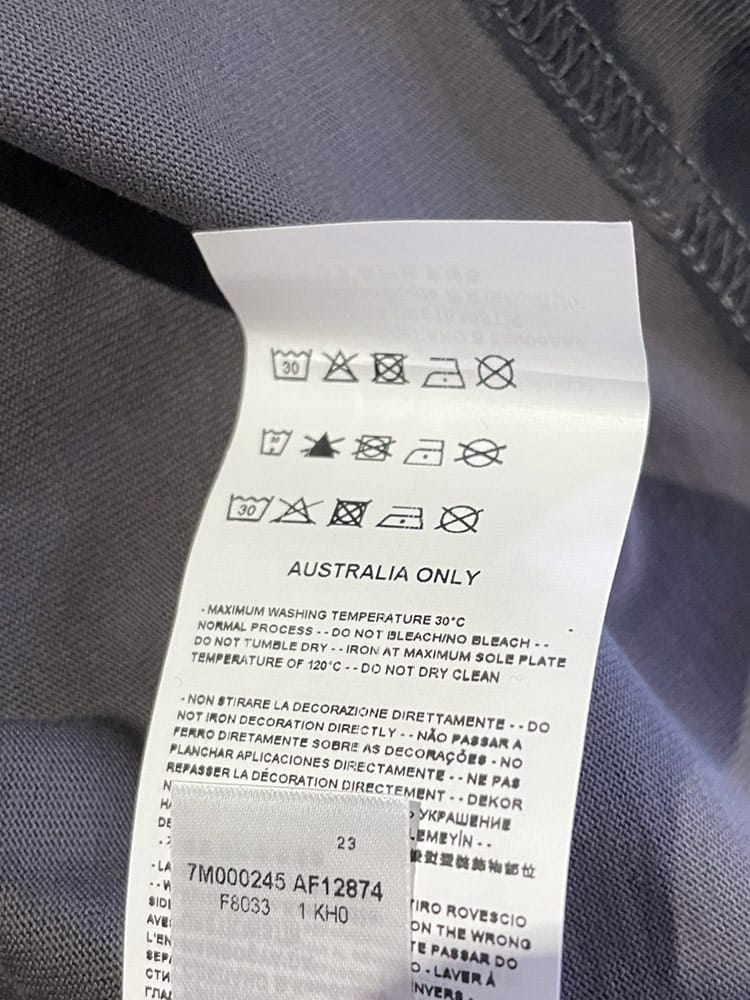 30
30
30
AUSTRALIA ONLY
- MAXIMUM WASHING TEMPERATURE 30°C
NORMAL PROCESS - - DO NOT BLEACH/NO BLEACH - -
DO NOT TUMBLE DRY - - IRON AT MAXIMUM SOLE PLATE
TEMPERATURE OF 120°C - - DO NOT DRY CLEAN
- NON STIRARE LA DECORAZIONE DIRETTAMENTE - - DO
NOT IRON DECORATION DIRECTLY - - NÃO PASSAR A
FERRO DIRETAMENTE SOBRE AS DECORAÇÕES - NO
PLANCHAR APLICACIONES DIRECTAMENTE - - NE PAS
REPASSER LA DÉCORATION DIRECTEMENT - - DEKOR
УКРАШЕНИЕ
LEMEYİN - -
23
7M000245 AF12874
F8033 1 KH0
TIRO ROVESCIO
ON THE WRONG
TE PASSAR DO
O - LAVER À